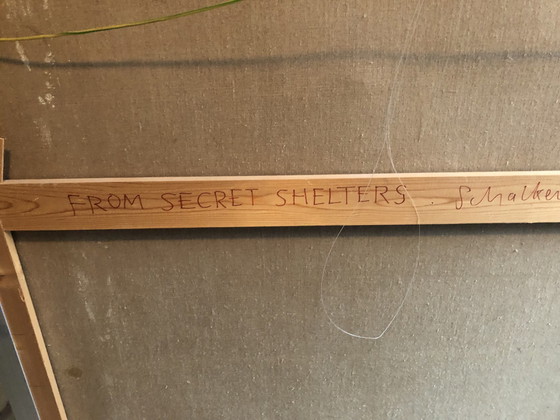 FROM SECRET SHELTERS . Schalken